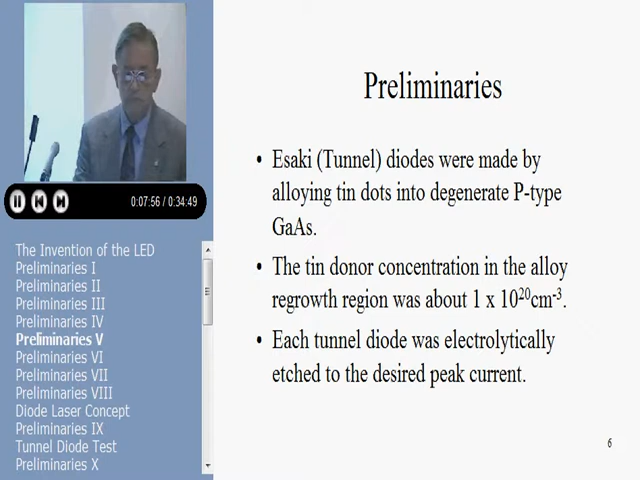 0:07:56 / 0:34:49
The Invention of the LED
Preliminaries I
Preliminaries II
Preliminaries III
Preliminaries IV
Preliminaries V
Preliminaries VI
Preliminaries VII
Preliminaries VIII
Diode Laser Concept
Preliminaries IX
Tunnel Diode Test
Preliminaries X
Preliminaries
• Esaki (Tunnel) diodes were made by
alloying tin dots into degenerate P-type
GaAs.
• The tin donor concentration in the alloy
regrowth region was about 1 x 10²⁰cm⁻³.
• Each tunnel diode was electrolytically
etched to the desired peak current.
6